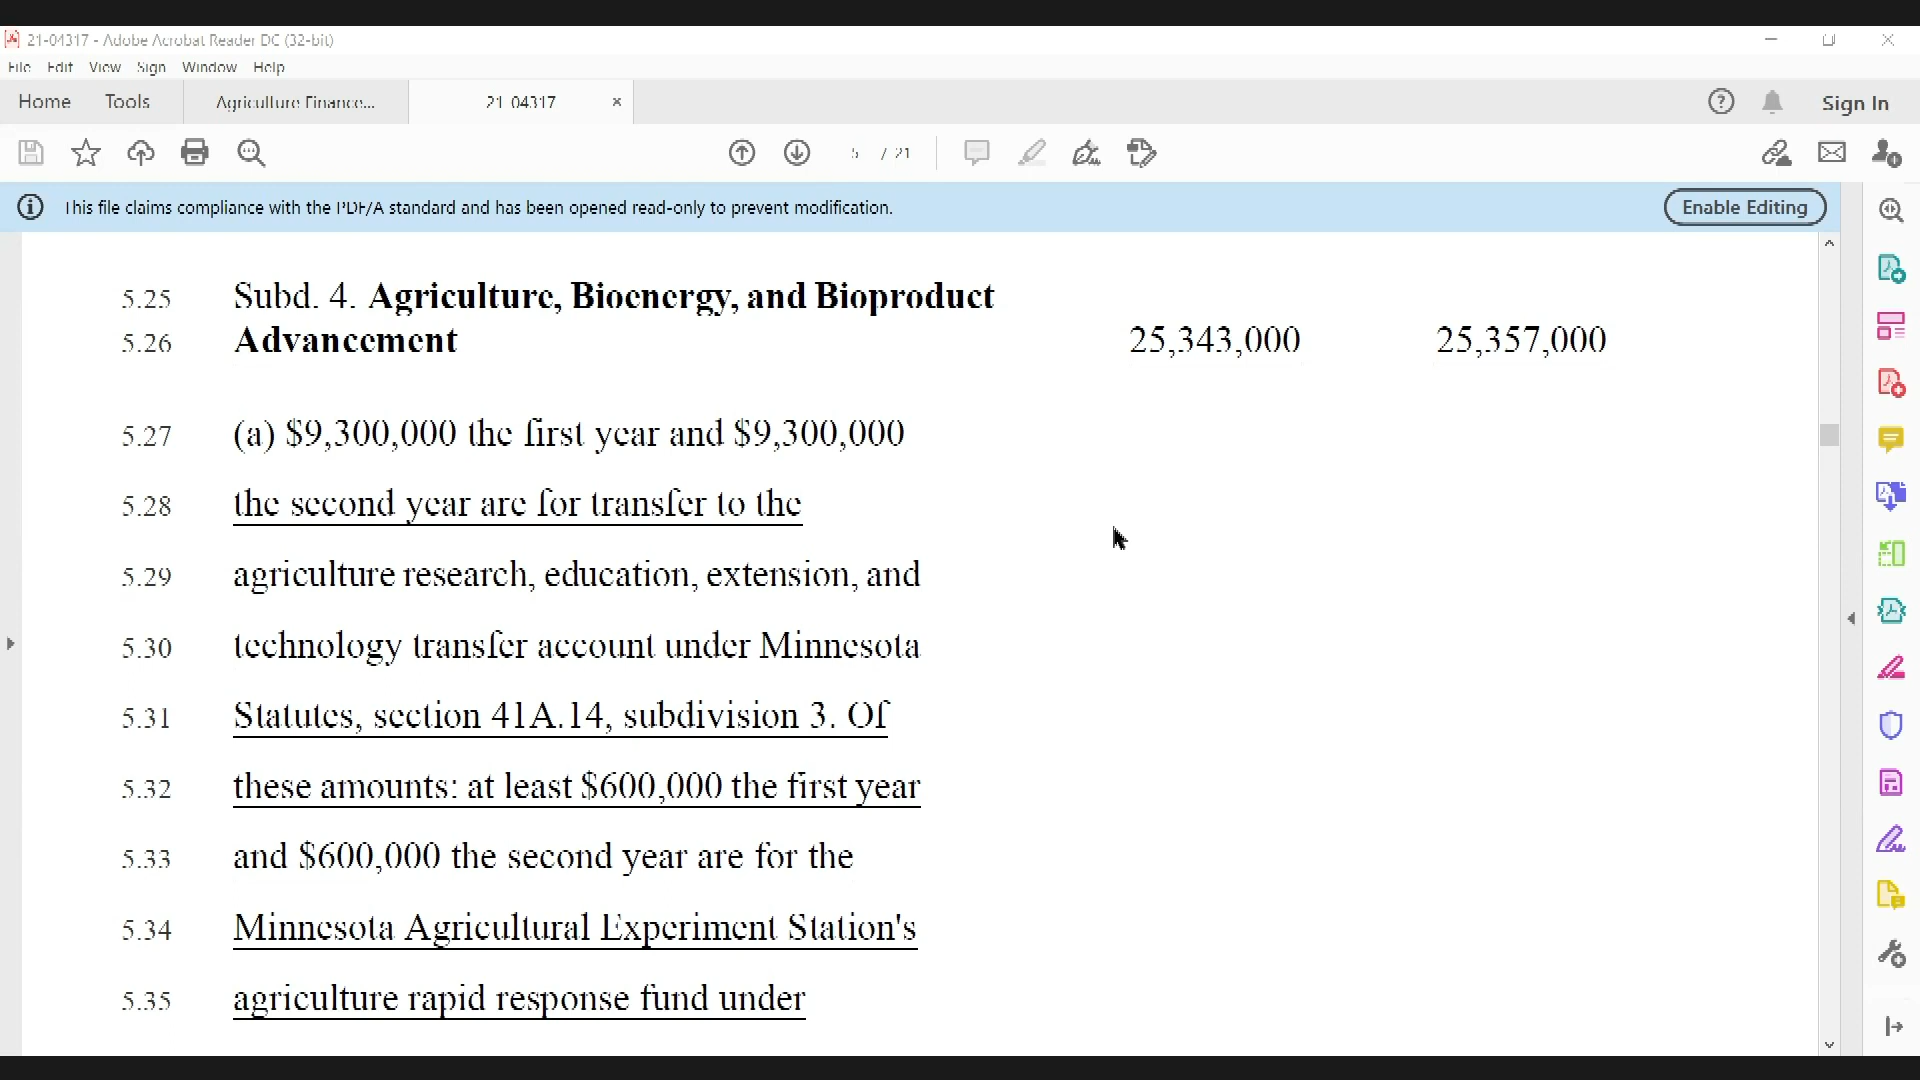 21-04317 - Adobe Acrobat Reader DC (32-bit)
File Edit View Sign Window Help
Home Tools Agriculture Finance... 21-04317 × Sign In
5 / 21
This file claims compliance with the PDF/A standard and has been opened read-only to prevent modification. Enable Editing
5.25 Subd. 4. Agriculture, Bioenergy, and Bioproduct
5.26 Advancement 25,343,000 25,357,000
5.27 (a) $9,300,000 the first year and $9,300,000
5.28 the second year are for transfer to the
5.29 agriculture research, education, extension, and
5.30 technology transfer account under Minnesota
5.31 Statutes, section 41A.14, subdivision 3. Of
5.32 these amounts: at least $600,000 the first year
5.33 and $600,000 the second year are for the
5.34 Minnesota Agricultural Experiment Station's
5.35 agriculture rapid response fund under